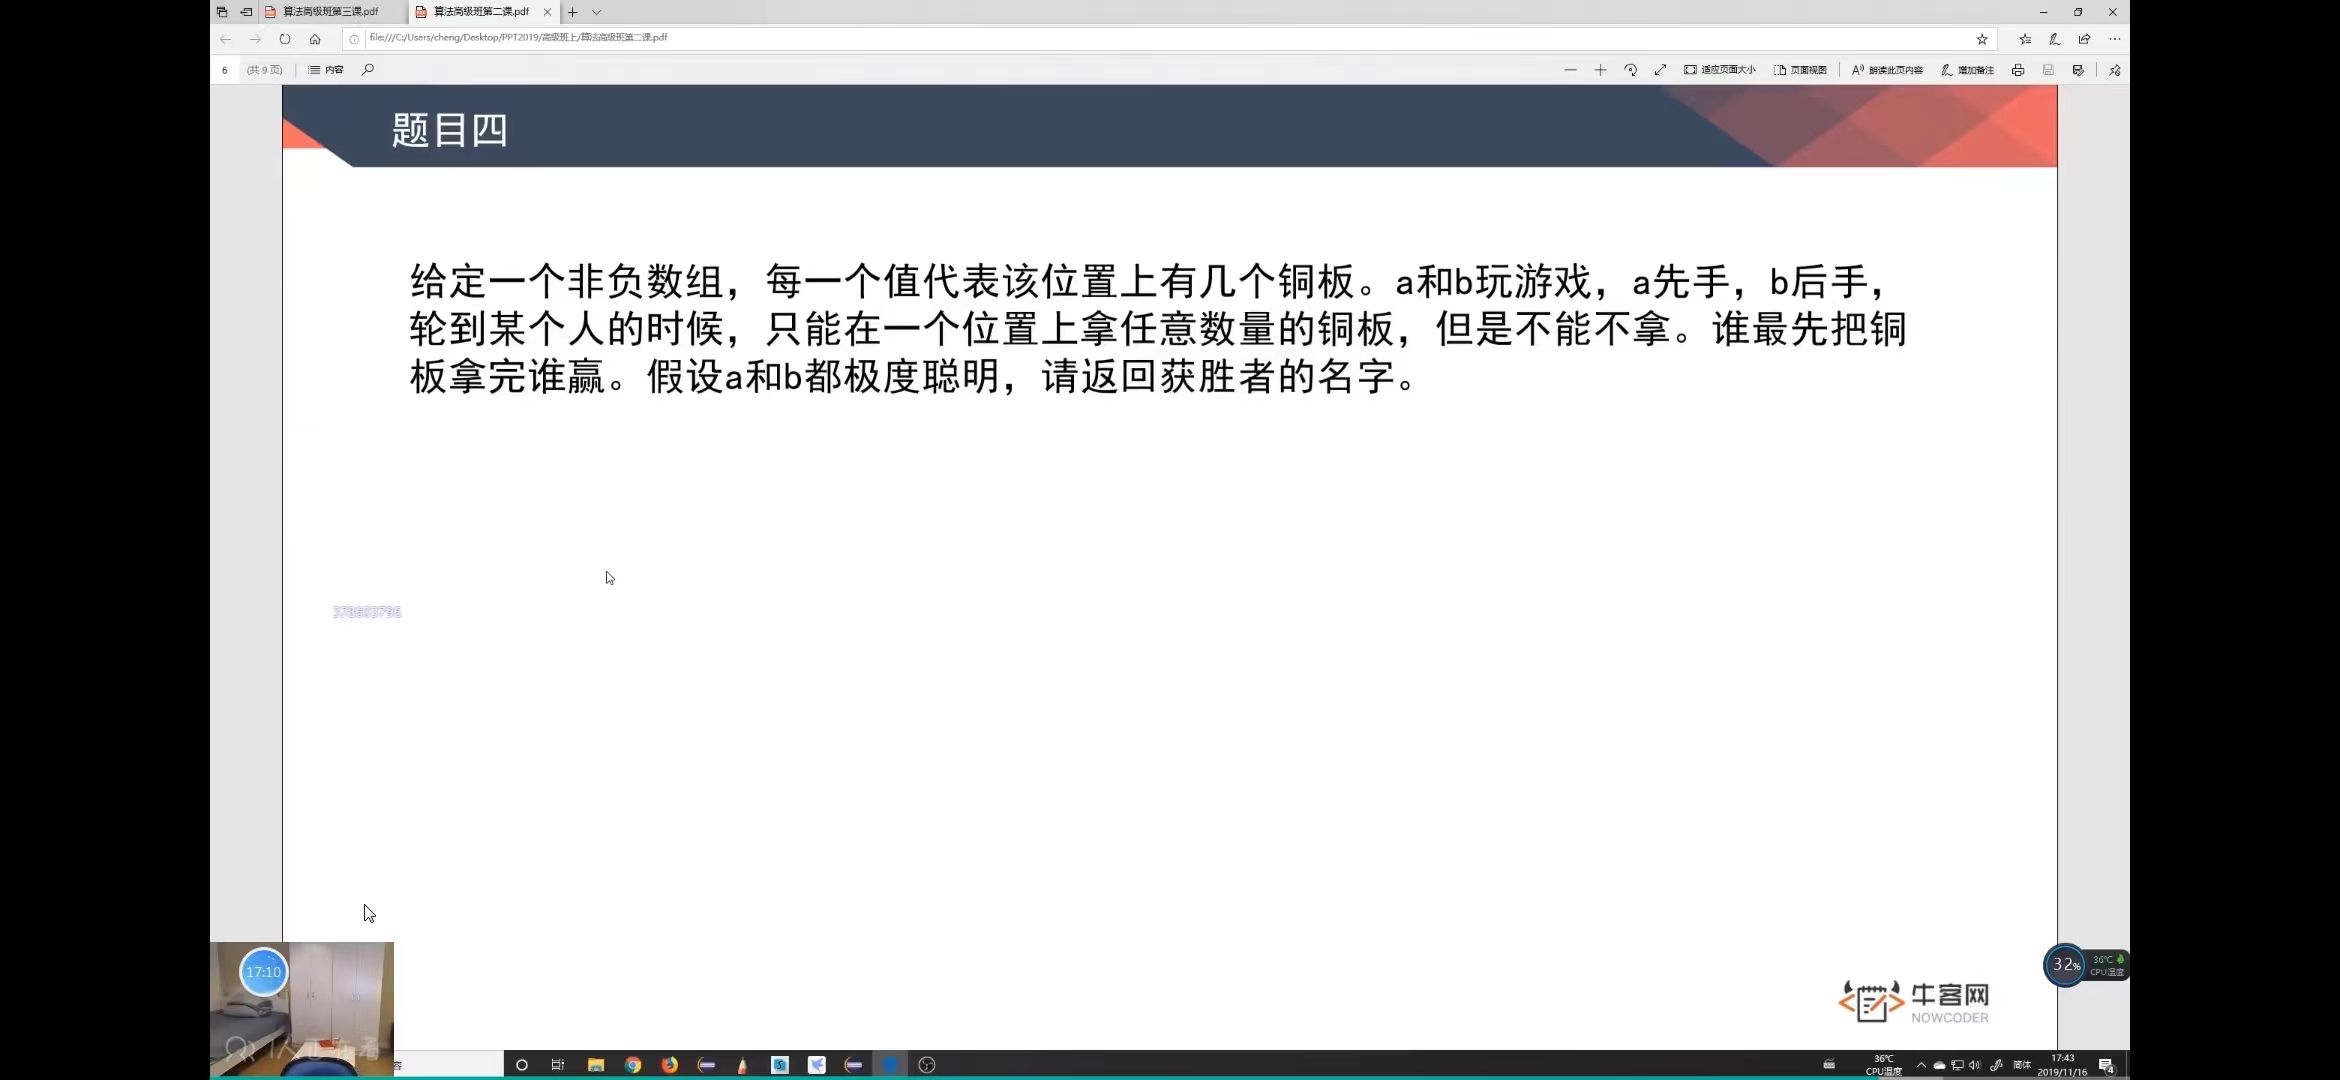 算法高级班第三课.pdf
算法高级班第二课.pdf
file:///C:/Users/cheng/Desktop/PPT2019/高级班上/算法高级班第二课.pdf
6 (共 9 页) 内容
适应页面大小 页面视图 朗读此页内容 增加备注
题目四
给定一个非负数组，每一个值代表该位置上有几个铜板。a和b玩游戏，a先手，b后手，
轮到某个人的时候，只能在一个位置上拿任意数量的铜板，但是不能不拿。谁最先把铜
板拿完谁赢。假设a和b都极度聪明，请返回获胜者的名字。
17:10
32%
36℃
CPU温度
牛客网
NOWCODER
36℃
CPU温度
简体
17:43
2019/11/16